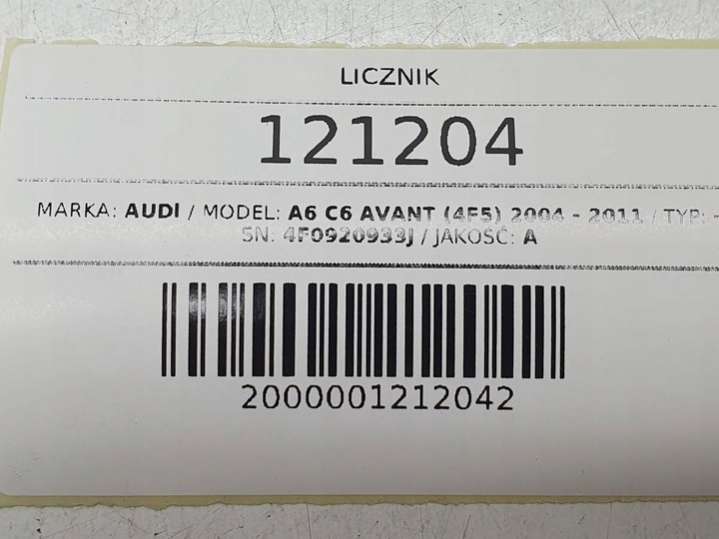 LICZNIK
121204
MARKA: AUDI / MODEL: A6 C6 AVANT (4F5) 2004 - 2011 / TYP: -
SN: 4F0920933J / JAKOŚĆ: A
2000001212042